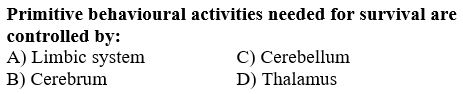 Primitive behavioural activities needed for survival are
controlled by:
A) Limbic system C) Cerebellum
B) Cerebrum D) Thalamus